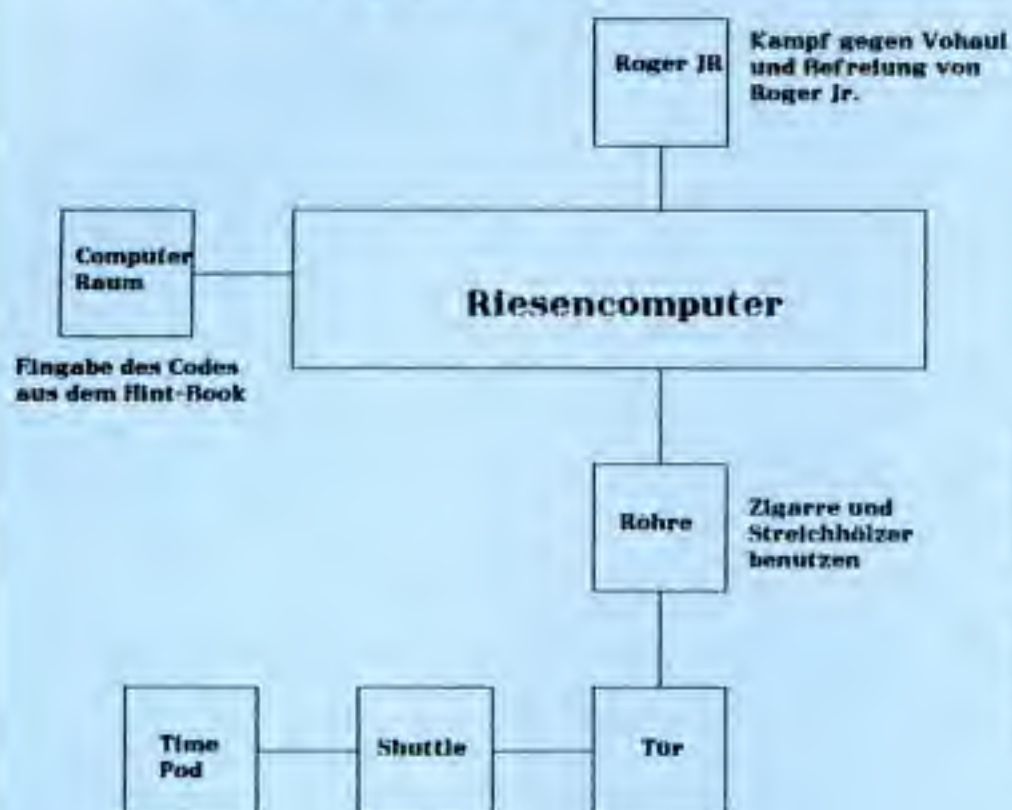 Roger JR
Kampf gegen Vohaul
und Befreiung von
Roger Jr.
Computer
Raum
Riesencomputer
Eingabe des Codes
aus dem Hint-Book
Röhre
Zigarre und
Streichhölzer
benutzen
Time
Pod
Shuttle
Tür